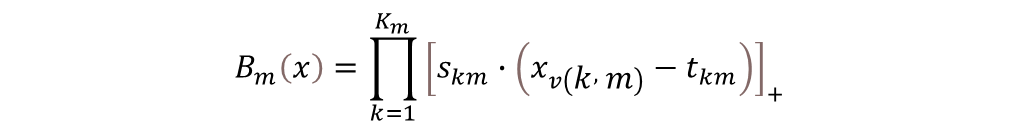 B_m(x) = ∏_{k=1}^{K_m} [s_{km} · (x_{v(k, m)} − t_{km})]_+